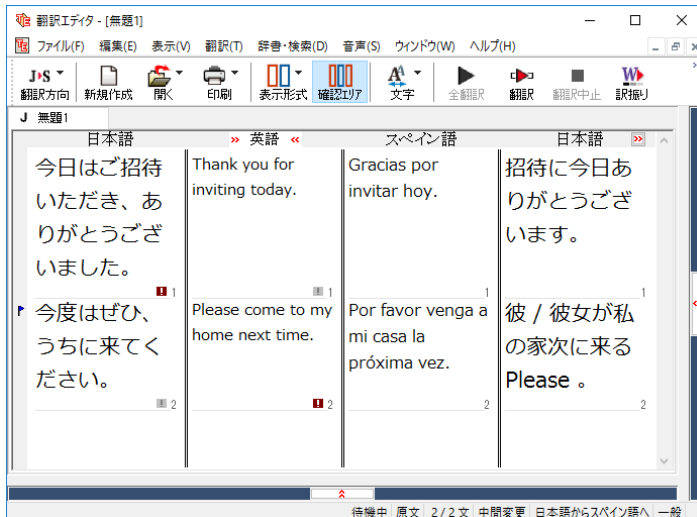 翻訳エディタ - [無題1]
ファイル(F) 編集(E) 表示(V) 翻訳(T) 辞書・検索(D) 音声(S) ウィンドウ(W) ヘルプ(H)
J▸S
翻訳方向 新規作成 開く 印刷 表示形式 確認エリア 文字 全翻訳 翻訳 翻訳中止 訳振り
J 無題1
日本語 » 英語 « スペイン語 日本語 »
今日はご招待
いただき、あ
りがとうござ
いました。
1
Thank you for
inviting today.
1
Gracias por
invitar hoy.
1
招待に今日あ
りがとうござ
います。
1
今度はぜひ、
うちに来てく
ださい。
2
Please come to my
home next time.
2
Por favor venga a
mi casa la
próxima vez.
2
彼 / 彼女が私
の家次に来る
Please 。
2
待機中 原文 2/2文 中間変更 日本語からスペイン語へ 一般